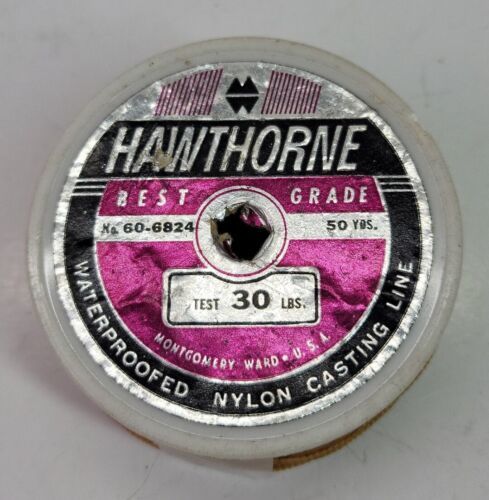 HAWTHORNE
BEST GRADE
No. 60-6824 50 YDS.
TEST 30 LBS.
MONTGOMERY WARD • U.S.A.
WATERPROOFED NYLON CASTING LINE